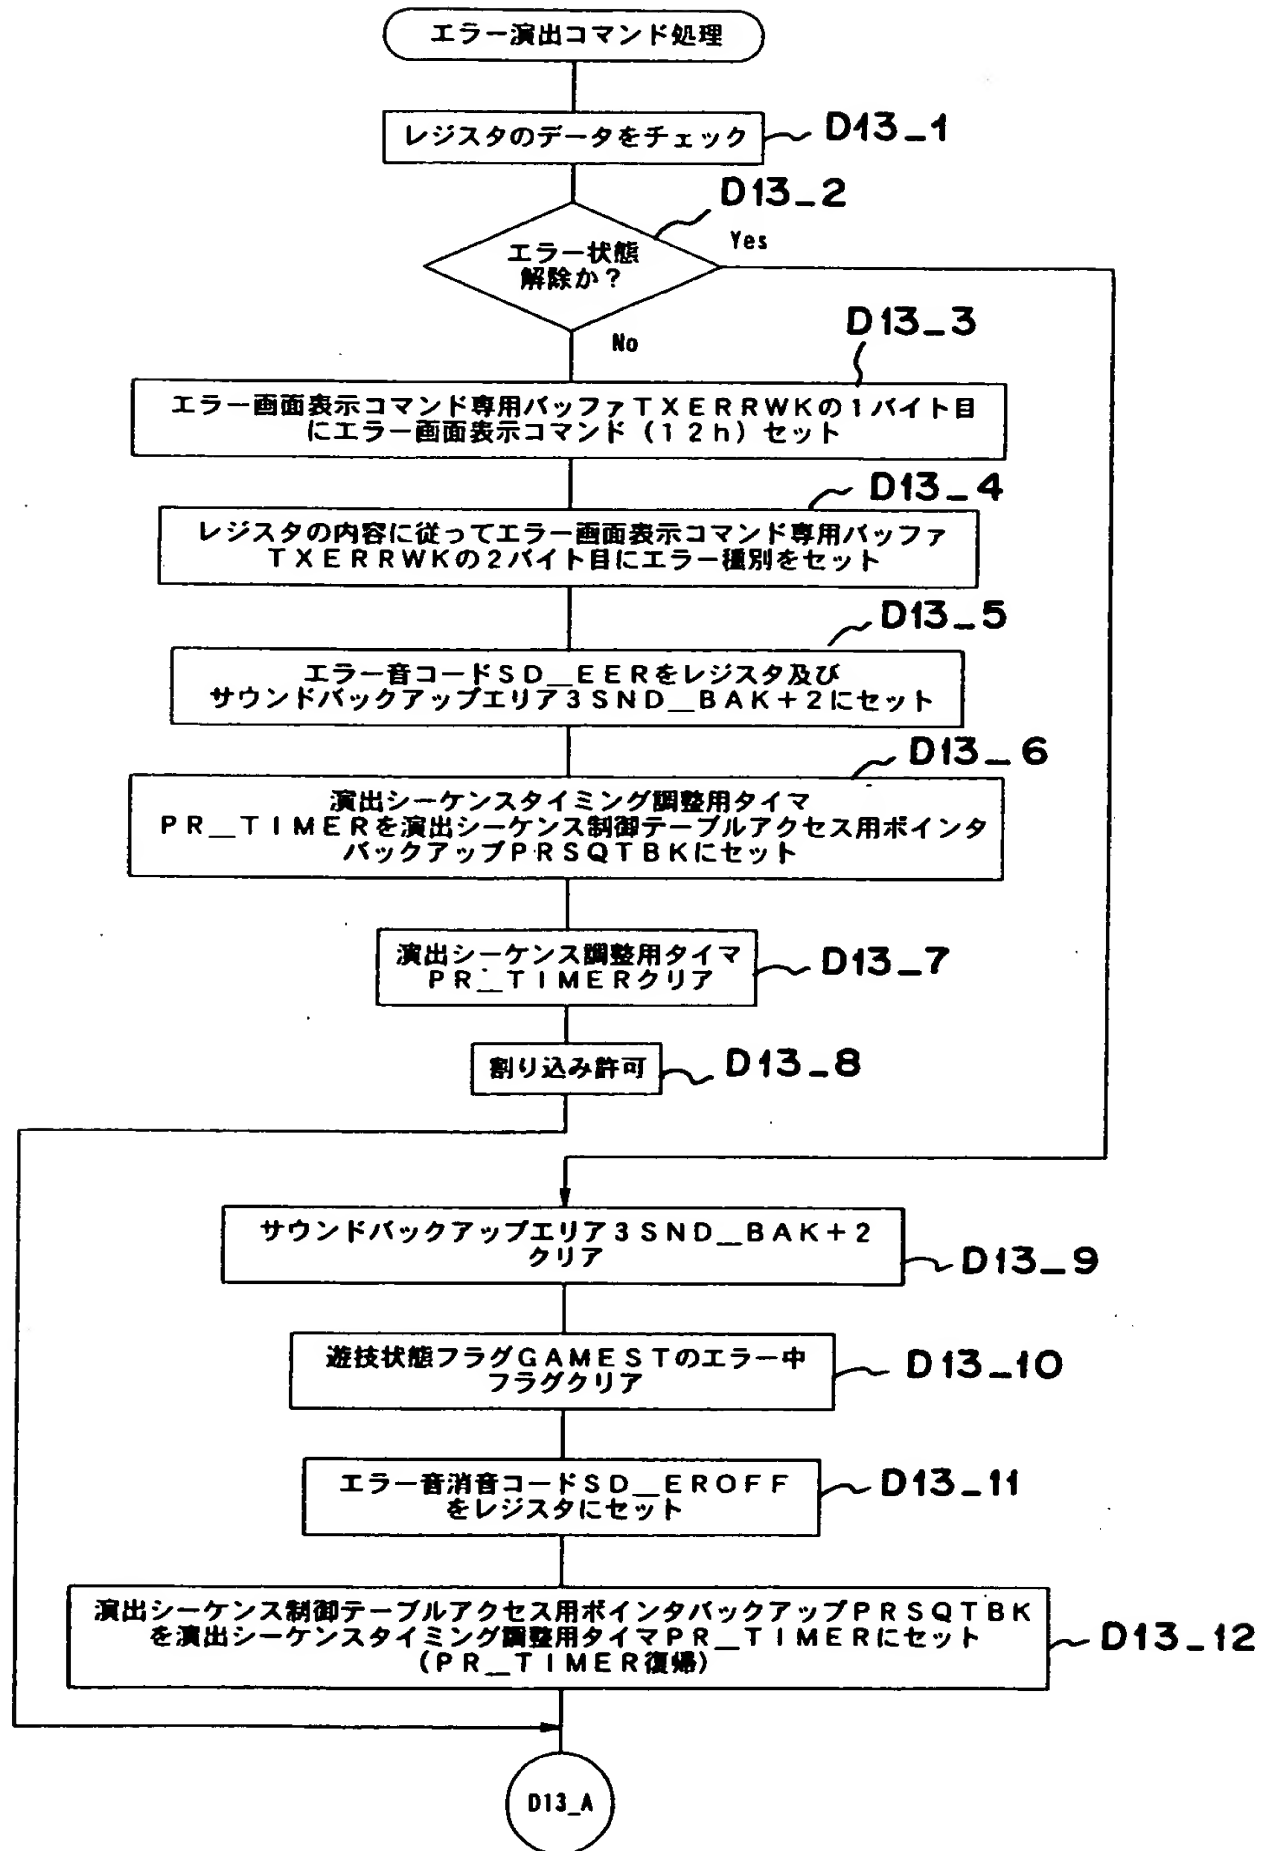 エラー演出コマンド処理
レジスタのデータをチェック
D13_1
D13_2
エラー状態
解除か？
Yes
No
D13_3
エラー画面表示コマンド専用バッファTXERRWKの1バイト目
にエラー画面表示コマンド（12h）セット
D13_4
レジスタの内容に従ってエラー画面表示コマンド専用バッファ
TXERRWKの2バイト目にエラー種別をセット
D13_5
エラー音コードSD__EERをレジスタ及び
サウンドバックアップエリア3SND__BAK+2にセット
D13_6
演出シーケンスタイミング調整用タイマ
PR__TIMERを演出シーケンス制御テーブルアクセス用ポインタ
バックアップPRSQTBKにセット
演出シーケンス調整用タイマ
PR__TIMERクリア
D13_7
割り込み許可
D13_8
サウンドバックアップエリア3SND__BAK+2
クリア
D13_9
遊技状態フラグGAMESTのエラー中
フラグクリア
D13_10
エラー音消音コードSD__EROFF
をレジスタにセット
D13_11
演出シーケンス制御テーブルアクセス用ポインタバックアップPRSQTBK
を演出シーケンスタイミング調整用タイマPR__TIMERにセット
（PR__TIMER復帰）
D13_12
D13_A